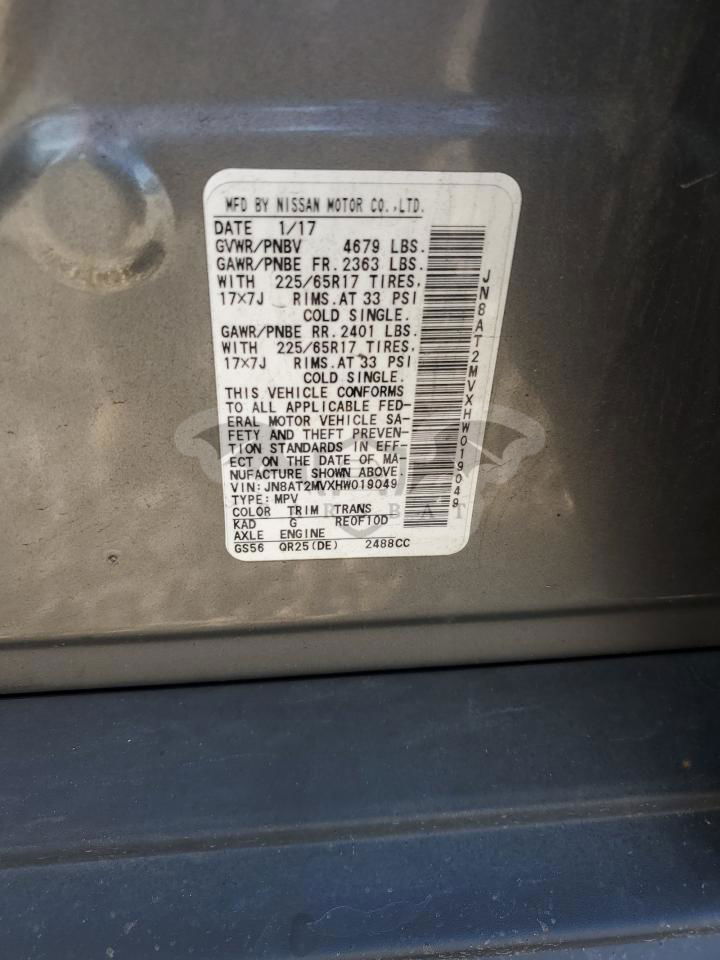 MFD BY NISSAN MOTOR CO.,LTD.
DATE 1/17
GVWR/PNBV 4679 LBS.
GAWR/PNBE FR. 2363 LBS.
WITH 225/65R17 TIRES.
17×7J RIMS. AT 33 PSI
COLD SINGLE.
GAWR/PNBE RR. 2401 LBS.
WITH 225/65R17 TIRES.
17×7J RIMS. AT 33 PSI
COLD SINGLE.
THIS VEHICLE CONFORMS
TO ALL APPLICABLE FED-
ERAL MOTOR VEHICLE SA-
FETY AND THEFT PREVEN-
TION STANDARDS IN EFF-
ECT ON THE DATE OF MA-
NUFACTURE SHOWN ABOVE.
VIN: JN8AT2MVXHW019049
TYPE: MPV
COLOR TRIM TRANS
KAD G RE0F10D
AXLE ENGINE
GS56 QR25(DE) 2488CC
JN8AT2MVXHW019049